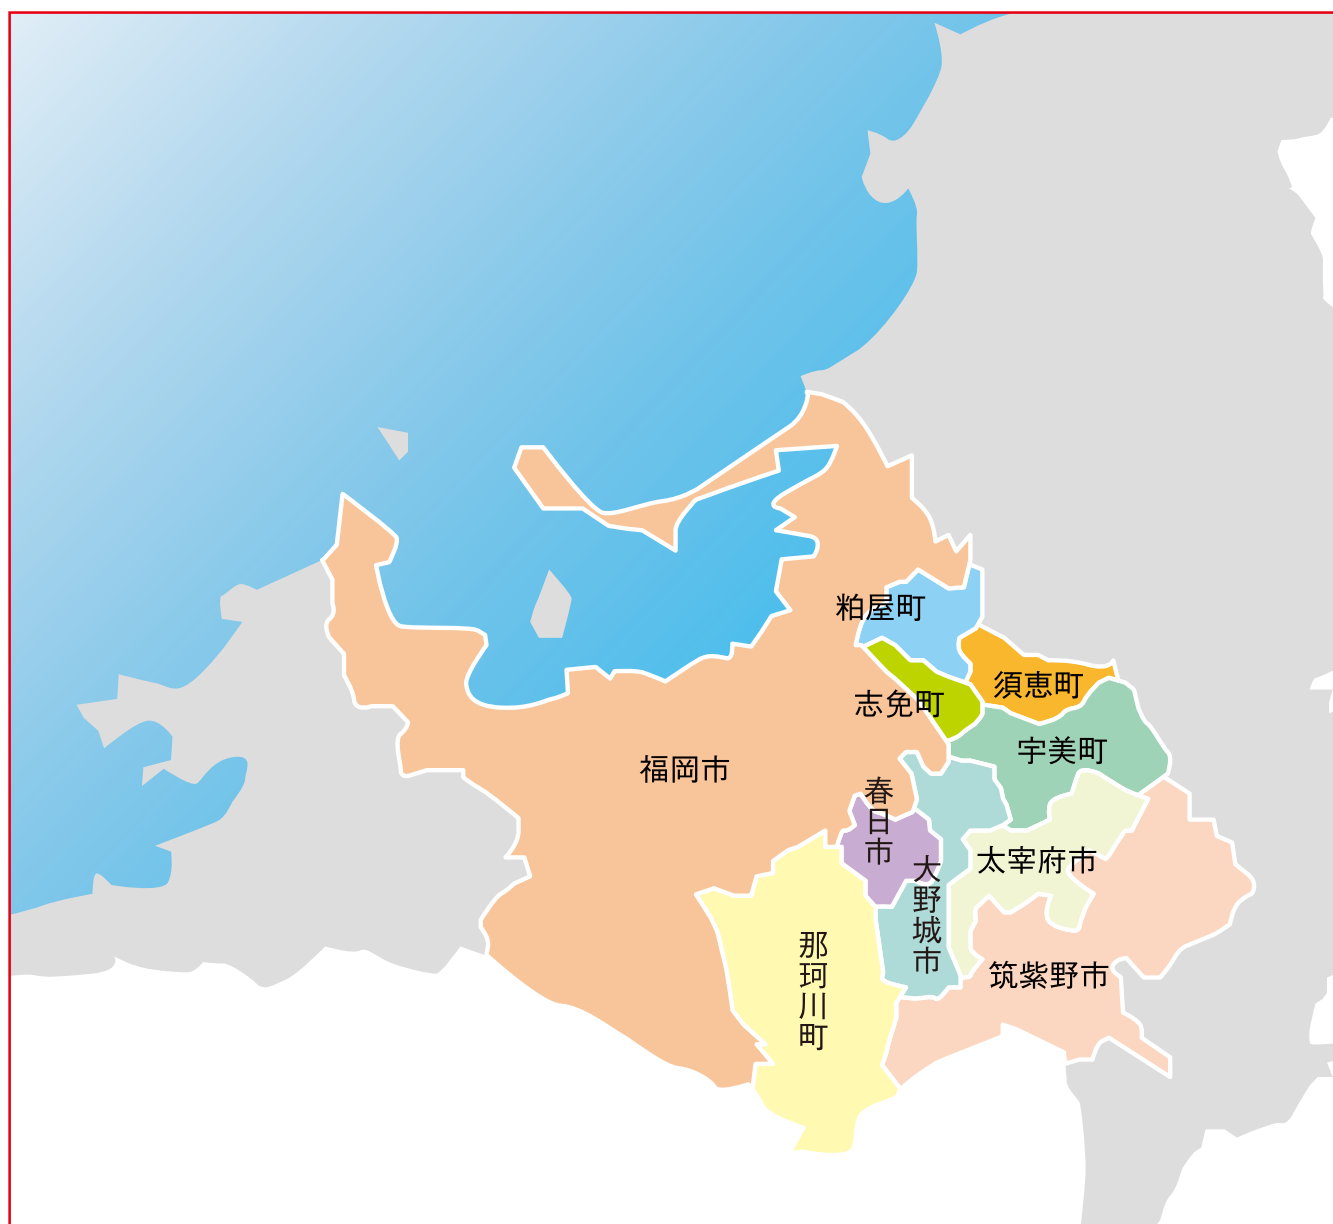 粕屋町
須恵町
志免町
宇美町
福岡市
春日市
大野城市
太宰府市
那珂川町
筑紫野市